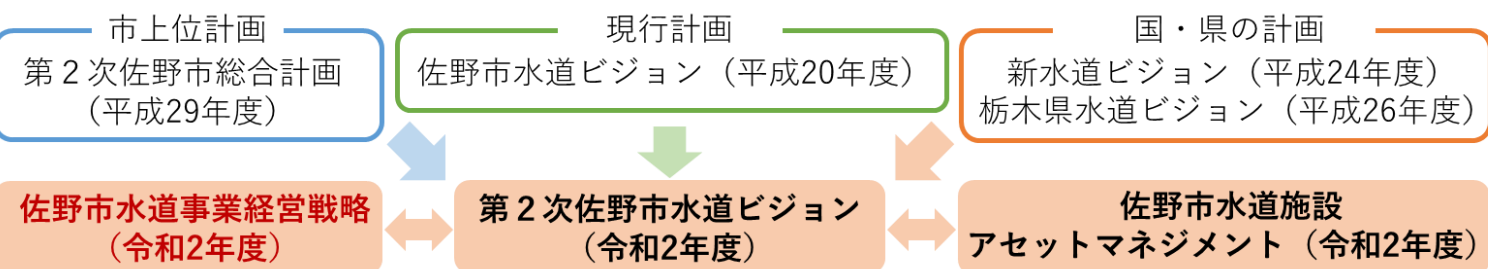 市上位計画
第２次佐野市総合計画
(平成29年度)
現行計画
佐野市水道ビジョン（平成20年度）
国・県の計画
新水道ビジョン（平成24年度）
栃木県水道ビジョン（平成26年度）
佐野市水道事業経営戦略
(令和2年度)
第２次佐野市水道ビジョン
(令和2年度)
佐野市水道施設
アセットマネジメント（令和2年度）